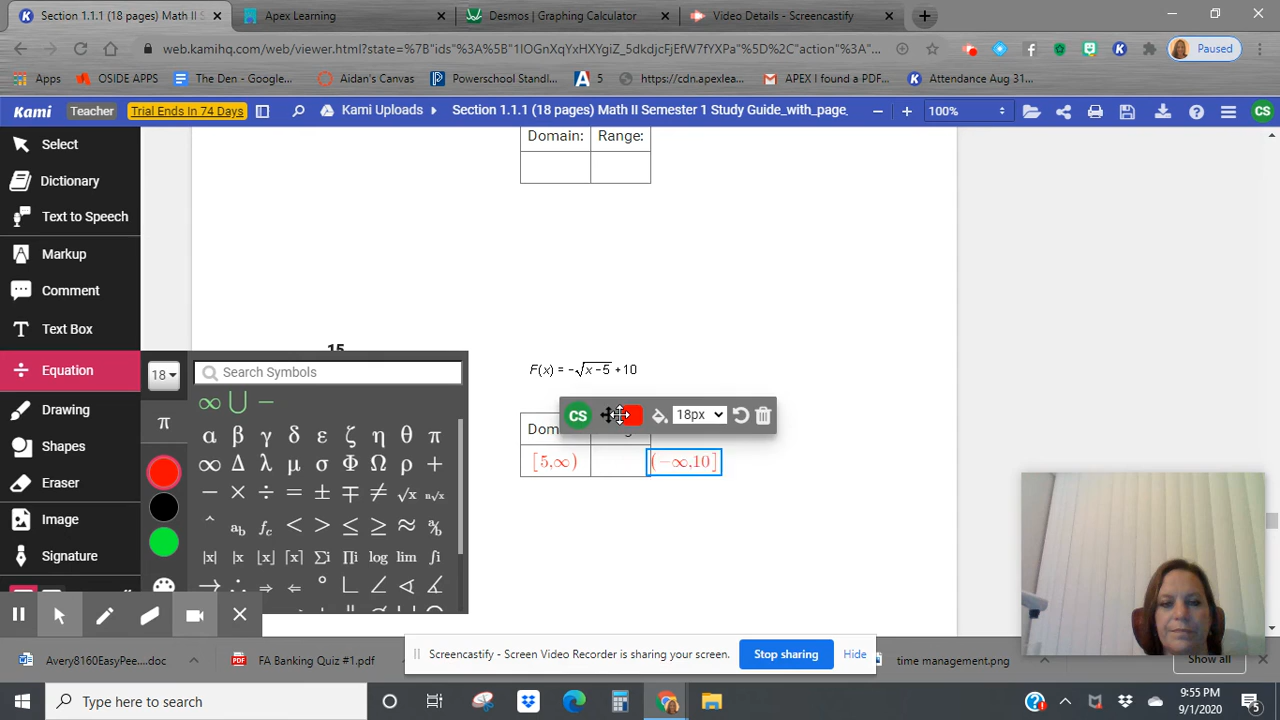 Section 1.1.1 (18 pages) Math II S
Apex Learning
Desmos | Graphing Calculator
Video Details - Screencastify
web.kamihq.com/web/viewer.html?state=%7B"ids"%3A%5B"1IOGnXqYxHXYgiZ_5dkdjcFjEfW7fYXPa"%5D%2C"action"%3A"...
Paused
Apps
OSIDE APPS
The Den - Google...
Aidan's Canvas
Powerschool Standl...
5
https://cdn.apexlea...
APEX I found a PDF...
Attendance Aug 31...
Kami
Teacher
Trial Ends In 74 Days
Kami Uploads
Section 1.1.1 (18 pages) Math II Semester 1 Study Guide_with_page_
100%
CS
Select
Dictionary
Text to Speech
Markup
Comment
Text Box
Equation
Drawing
Shapes
Eraser
Image
Signature
Domain: Range:
15
F(x) = -√x-5 + 10
CS
18px
Dom
[5,∞)
(−∞,10]
18
Search Symbols
π
∞ ∪ −
α β γ δ ε ζ η θ π
∞ Δ λ μ σ Φ Ω ρ +
− × ÷ = ± ∓ ≠ √x n√x
^ ab fc < > ≤ ≥ ≈ a/b
|x| |x ⌊x⌋ ⌈x⌉ Σi ∏i log lim ∫i
→ ∴ ⇒ ⇐ ° ∟ ∠ ∢ ∡
Screencastify - Screen Video Recorder is sharing your screen.
Stop sharing
Hide
Avery8160EasyPee....doc
FA Banking Quiz #1.pdf
time management.png
Show all
Type here to search
9:55 PM
9/1/2020
5